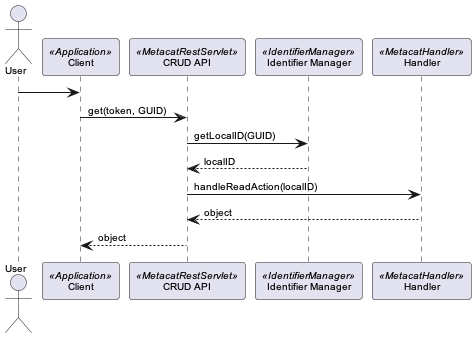 User
«Application»
Client
«MetacatRestServlet»
CRUD API
«IdentifierManager»
Identifier Manager
«MetacatHandler»
Handler
get(token, GUID)
getLocalID(GUID)
localID
handleReadAction(localID)
object
object
User
«Application»
Client
«MetacatRestServlet»
CRUD API
«IdentifierManager»
Identifier Manager
«MetacatHandler»
Handler